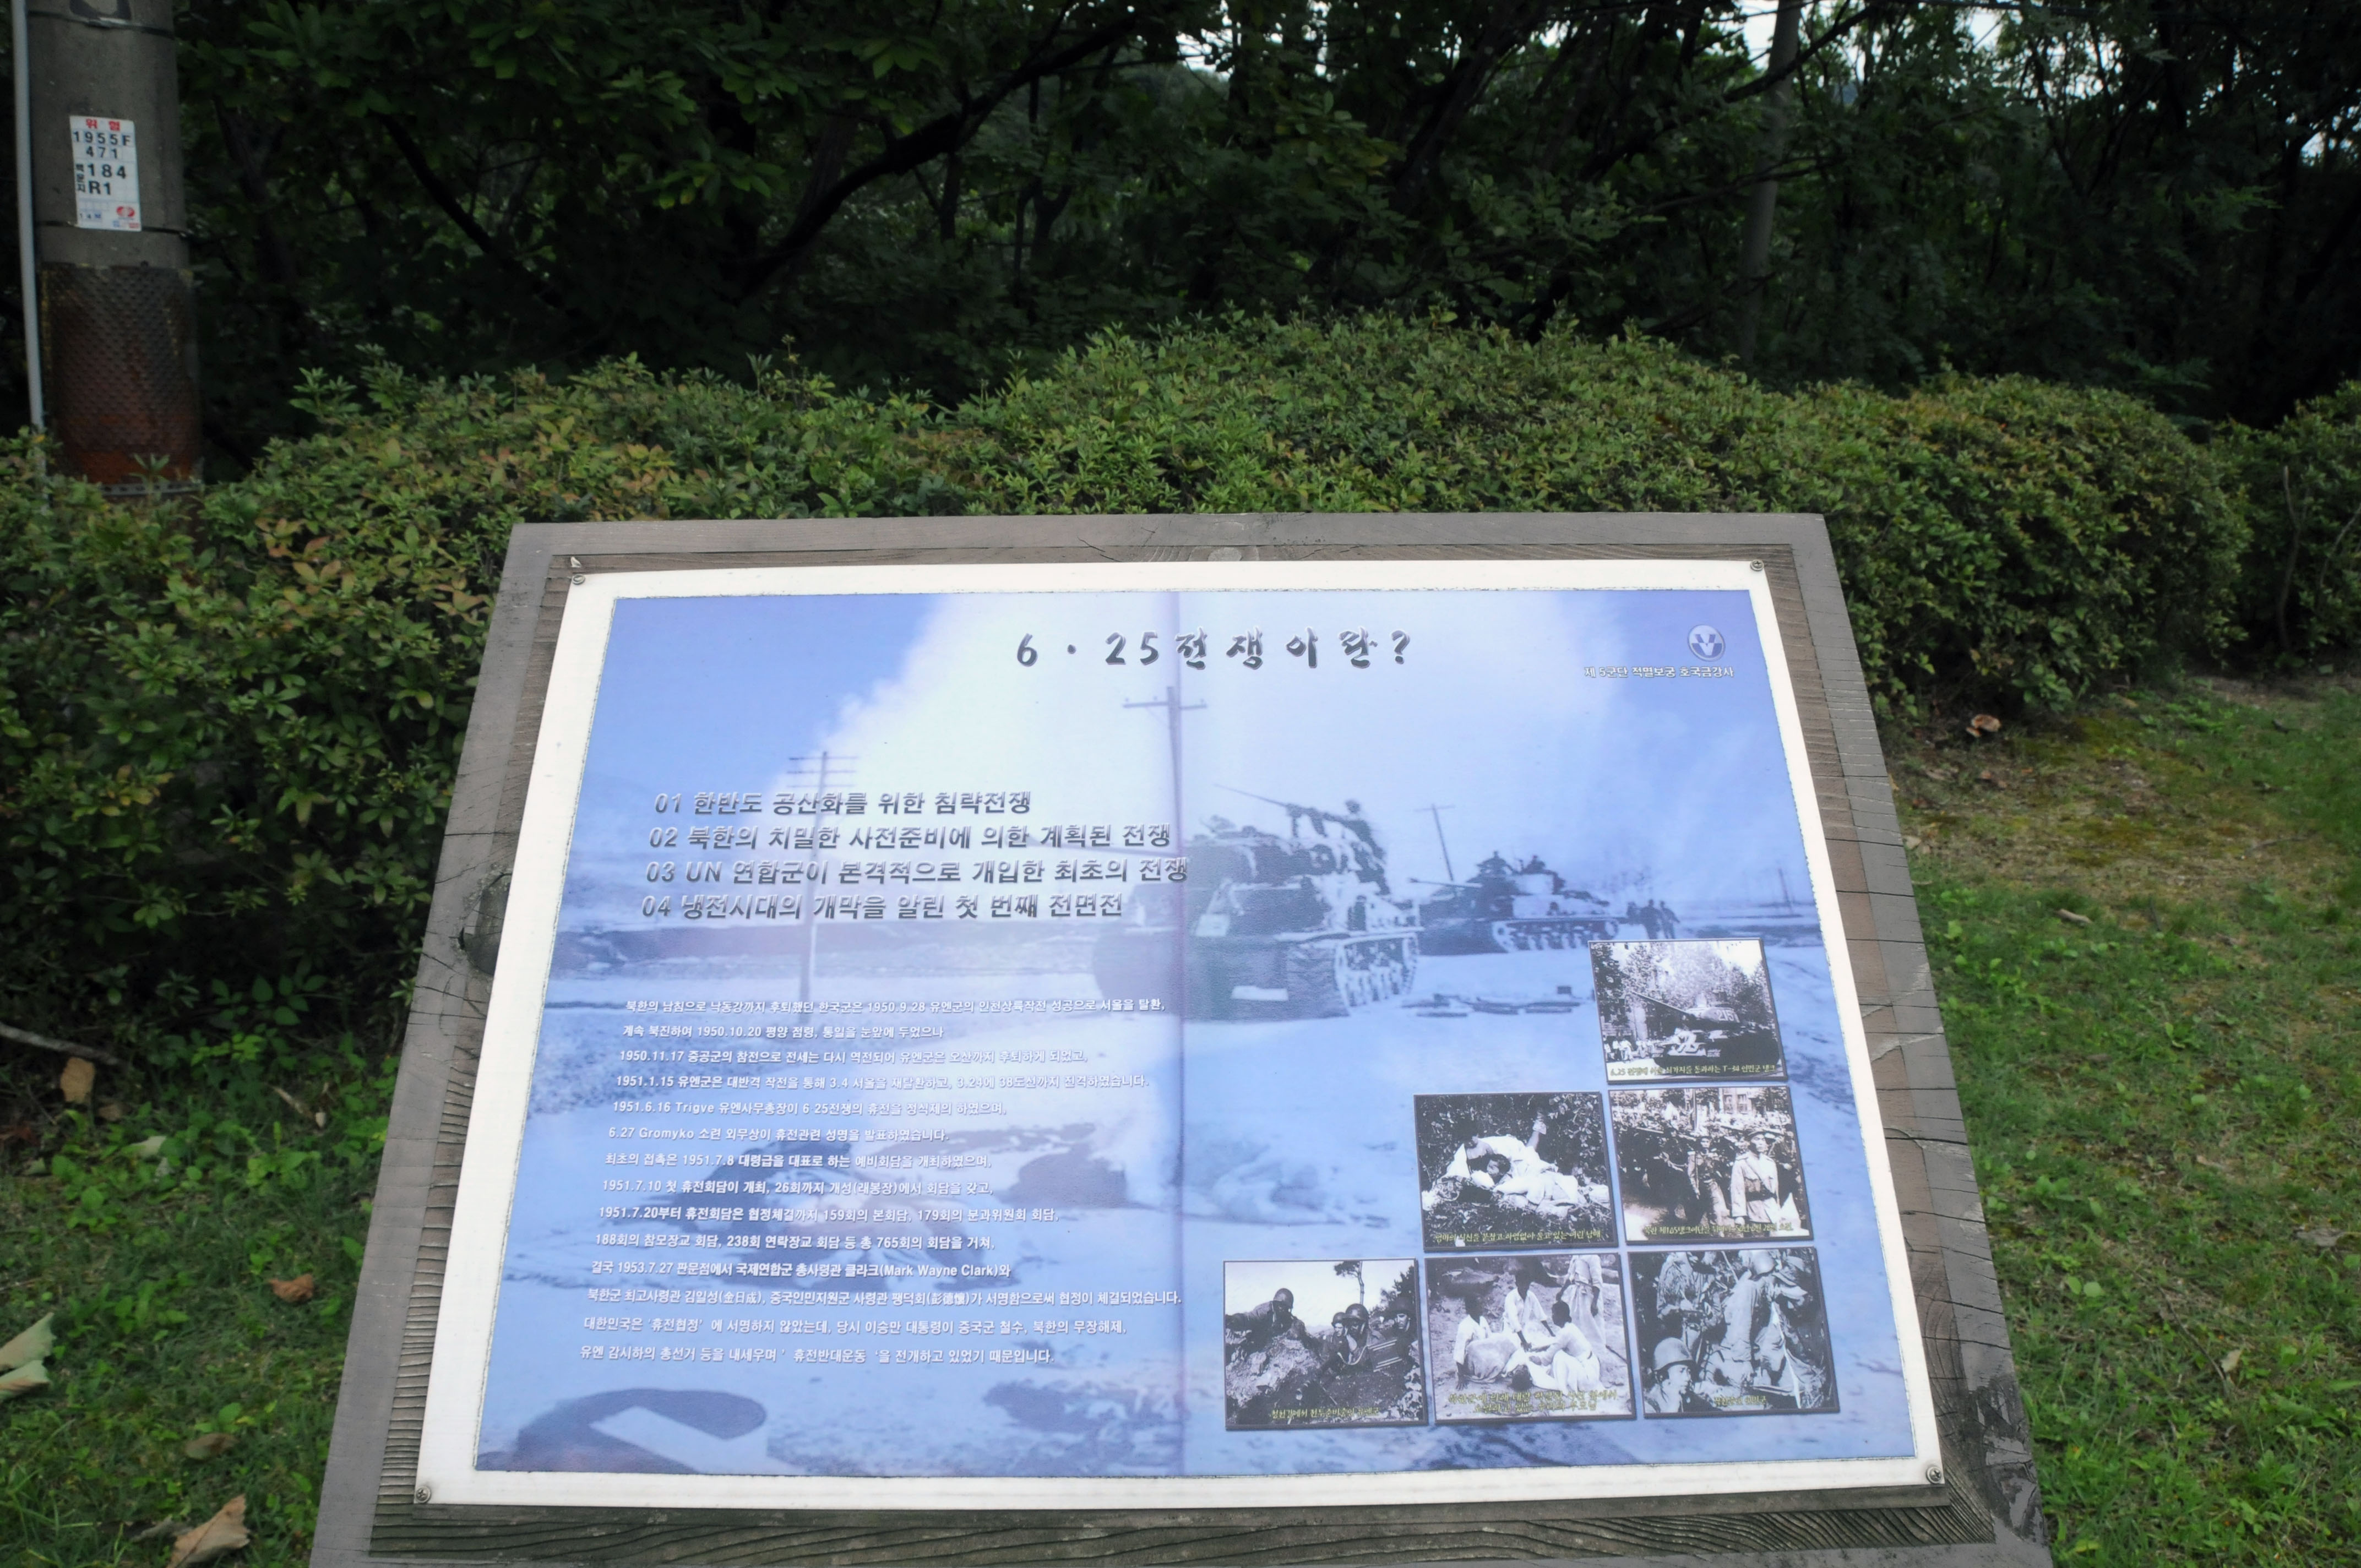 위험
1955F
471
백문지
184
R1
6·25전쟁이란?
제 5군단 적멸보궁 호국금강사
01 한반도 공산화를 위한 침략전쟁
02 북한의 치밀한 사전준비에 의한 계획된 전쟁
03 UN 연합군이 본격적으로 개입한 최초의 전쟁
04 냉전시대의 개막을 알린 첫 번째 전면전
북한의 남침으로 낙동강까지 후퇴했던 한국군은 1950.9.28 유엔군의 인천상륙작전 성공으로 서울을 탈환,
계속 북진하여 1950.10.20 평양 점령, 통일을 눈앞에 두었으나
1950.11.17 중공군의 참전으로 전세는 다시 역전되어 유엔군은 오산까지 후퇴하게 되었고,
1951.1.15 유엔군은 대반격 작전을 통해 3.4 서울을 재탈환하고, 3.24에 38도선까지 진격하였습니다.
1951.6.16 Trigve 유엔사무총장이 6·25전쟁의 휴전을 정식제의 하였으며,
6.27 Gromyko 소련 외무상이 휴전관련 성명을 발표하였습니다.
최초의 접촉은 1951.7.8 대령급을 대표로 하는 예비회담을 개최하였으며,
1951.7.10 첫 휴전회담이 개최, 26회까지 개성(래봉장)에서 회담을 갖고,
1951.7.20부터 휴전회담은 협정체결까지 159회의 본회담, 179회의 분과위원회 회담,
188회의 참모장교 회담, 238회 연락장교 회담 등 총 765회의 회담을 거쳐,
결국 1953.7.27 판문점에서 국제연합군 총사령관 클라크(Mark Wayne Clark)와
북한군 최고사령관 김일성(金日成), 중국인민지원군 사령관 팽덕회(彭德懷)가 서명함으로써 협정이 체결되었습니다.
대한민국은 '휴전협정' 에 서명하지 않았는데, 당시 이승만 대통령이 중국군 철수, 북한의 무장해제,
유엔 감시하의 총선거 등을 내세우며 ' 휴전반대운동 '을 전개하고 있었기 때문입니다.